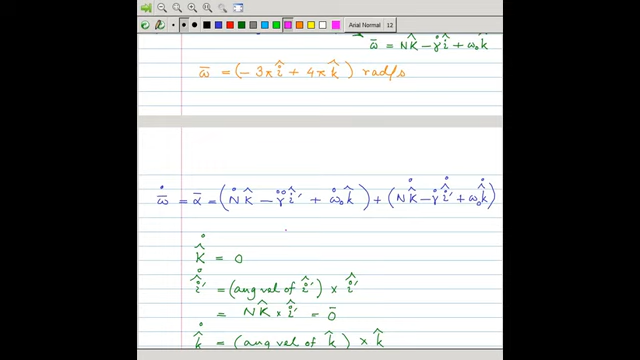 Arial Normal 12
ω̄ = NK̂ − γ̇î + ω₀k̂
ω̄ = (−3πî + 4πk̂) rad/s
ω̄̇ = ᾱ = (ṄK̂ − γ̈î′ + ω̇₀k̂) + (NK̂̇ − γ̇î̇′ + ω₀k̂̇)
K̂̇ = 0
î̇′ = (ang vel of î′) × î′
= NK̂ × î′ = 0̄
k̂̇ = (ang vel of k̂) × k̂